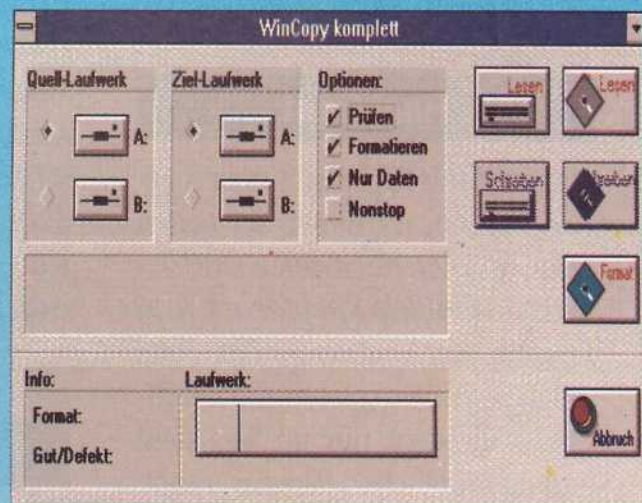 WinCopy komplett
Quell-Laufwerk
A:
B:
Ziel-Laufwerk
A:
B:
Optionen:
Prüfen
Formatieren
Nur Daten
Nonstop
Lesen
Lesen
Schreiben
Format
Info:
Laufwerk:
Format:
Gut/Defekt:
Abbruch